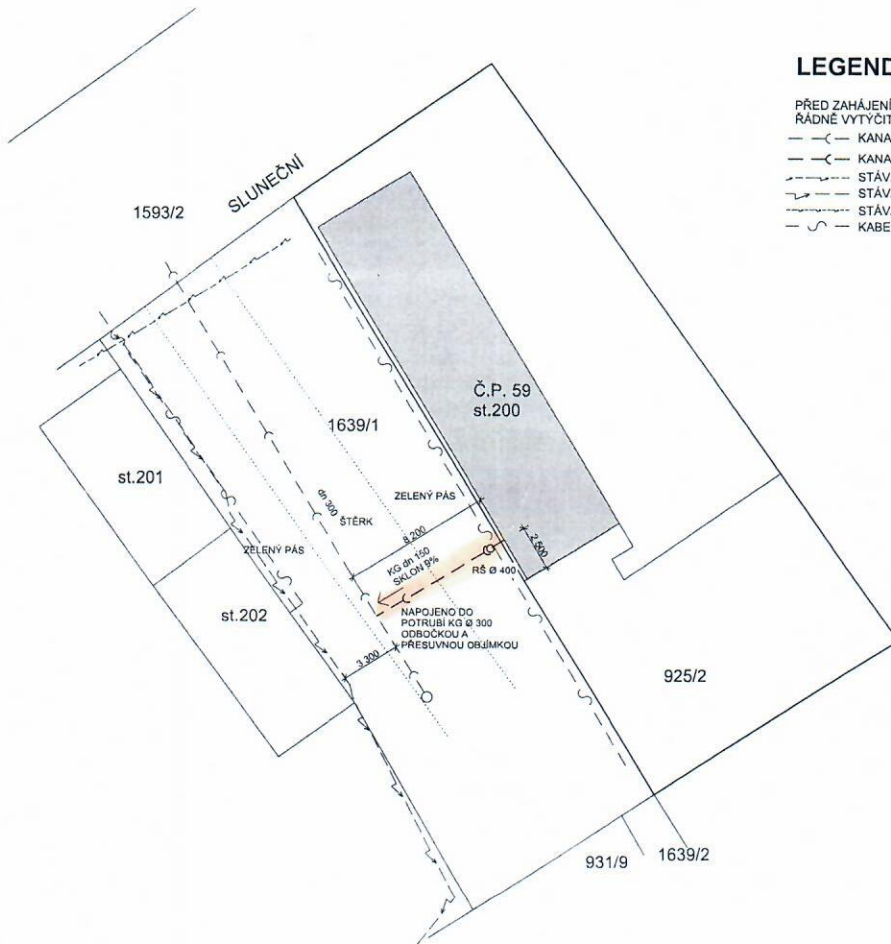 LEGEND
PŘED ZAHÁJENÍ
ŘÁDNĚ VYTÝČIT
KANA
KANA
STÁV
STÁV
STÁV
KABE
SLUNEČNÍ
1593/2
Č.P. 59
st.200
1639/1
st.201
dn 300
ŠTĚRK
ZELENÝ PÁS
ZELENÝ PÁS
8 200
2 500
KG dn 150
SKLON 9%
RŠ Ø 400
st.202
NAPOJENO DO
POTRUBÍ KG Ø 300
ODBOČKOU A
PŘESUVNOU OBJÍMKOU
3 300
925/2
931/9
1639/2